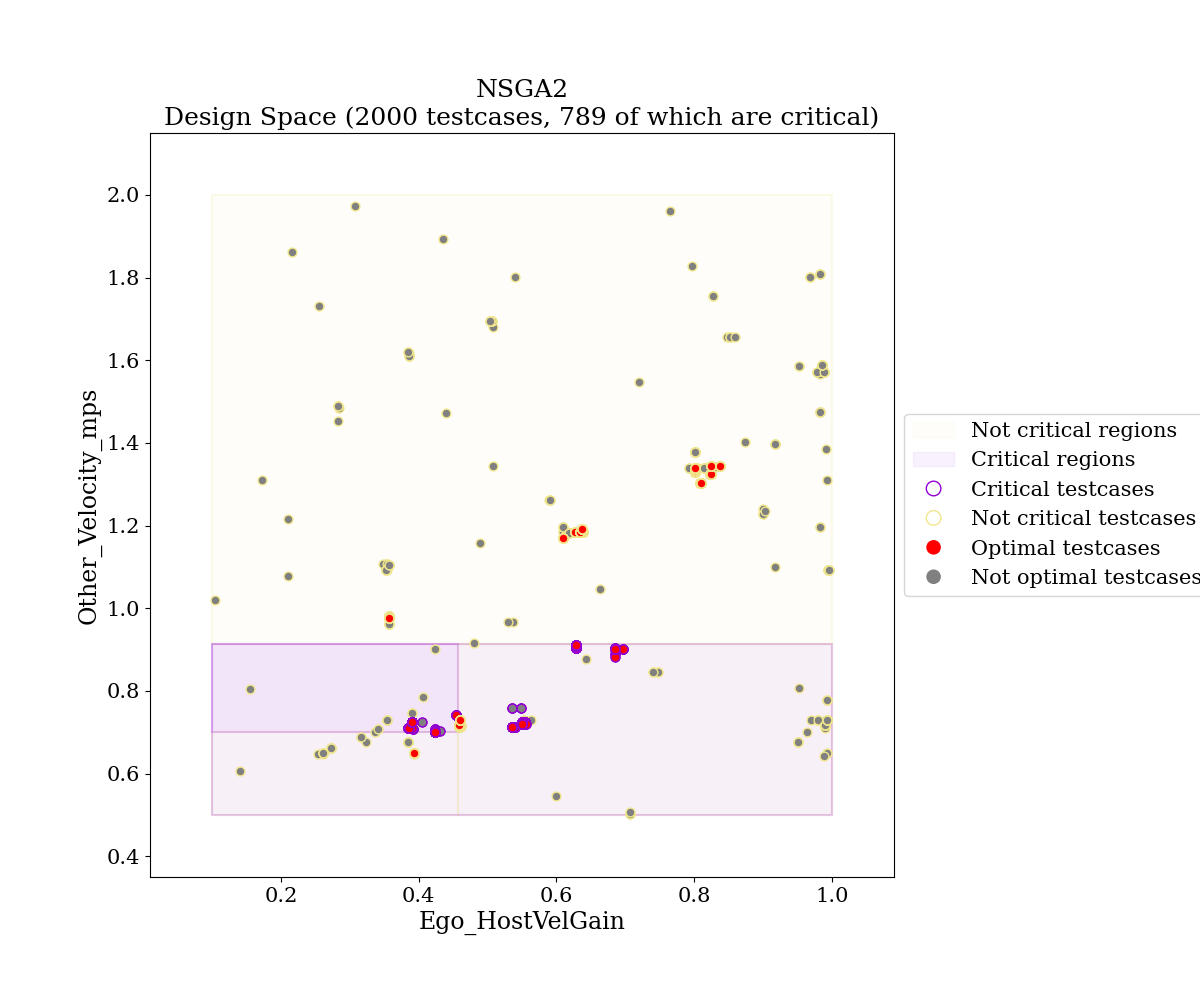 NSGA2
Design Space (2000 testcases, 789 of which are critical)
Other_Velocity_mps
2.0
1.8
1.6
1.4
1.2
1.0
0.8
0.6
0.4
0.2
0.4
0.6
0.8
1.0
Ego_HostVelGain
Not critical regions
Critical regions
Critical testcases
Not critical testcases
Optimal testcases
Not optimal testcases